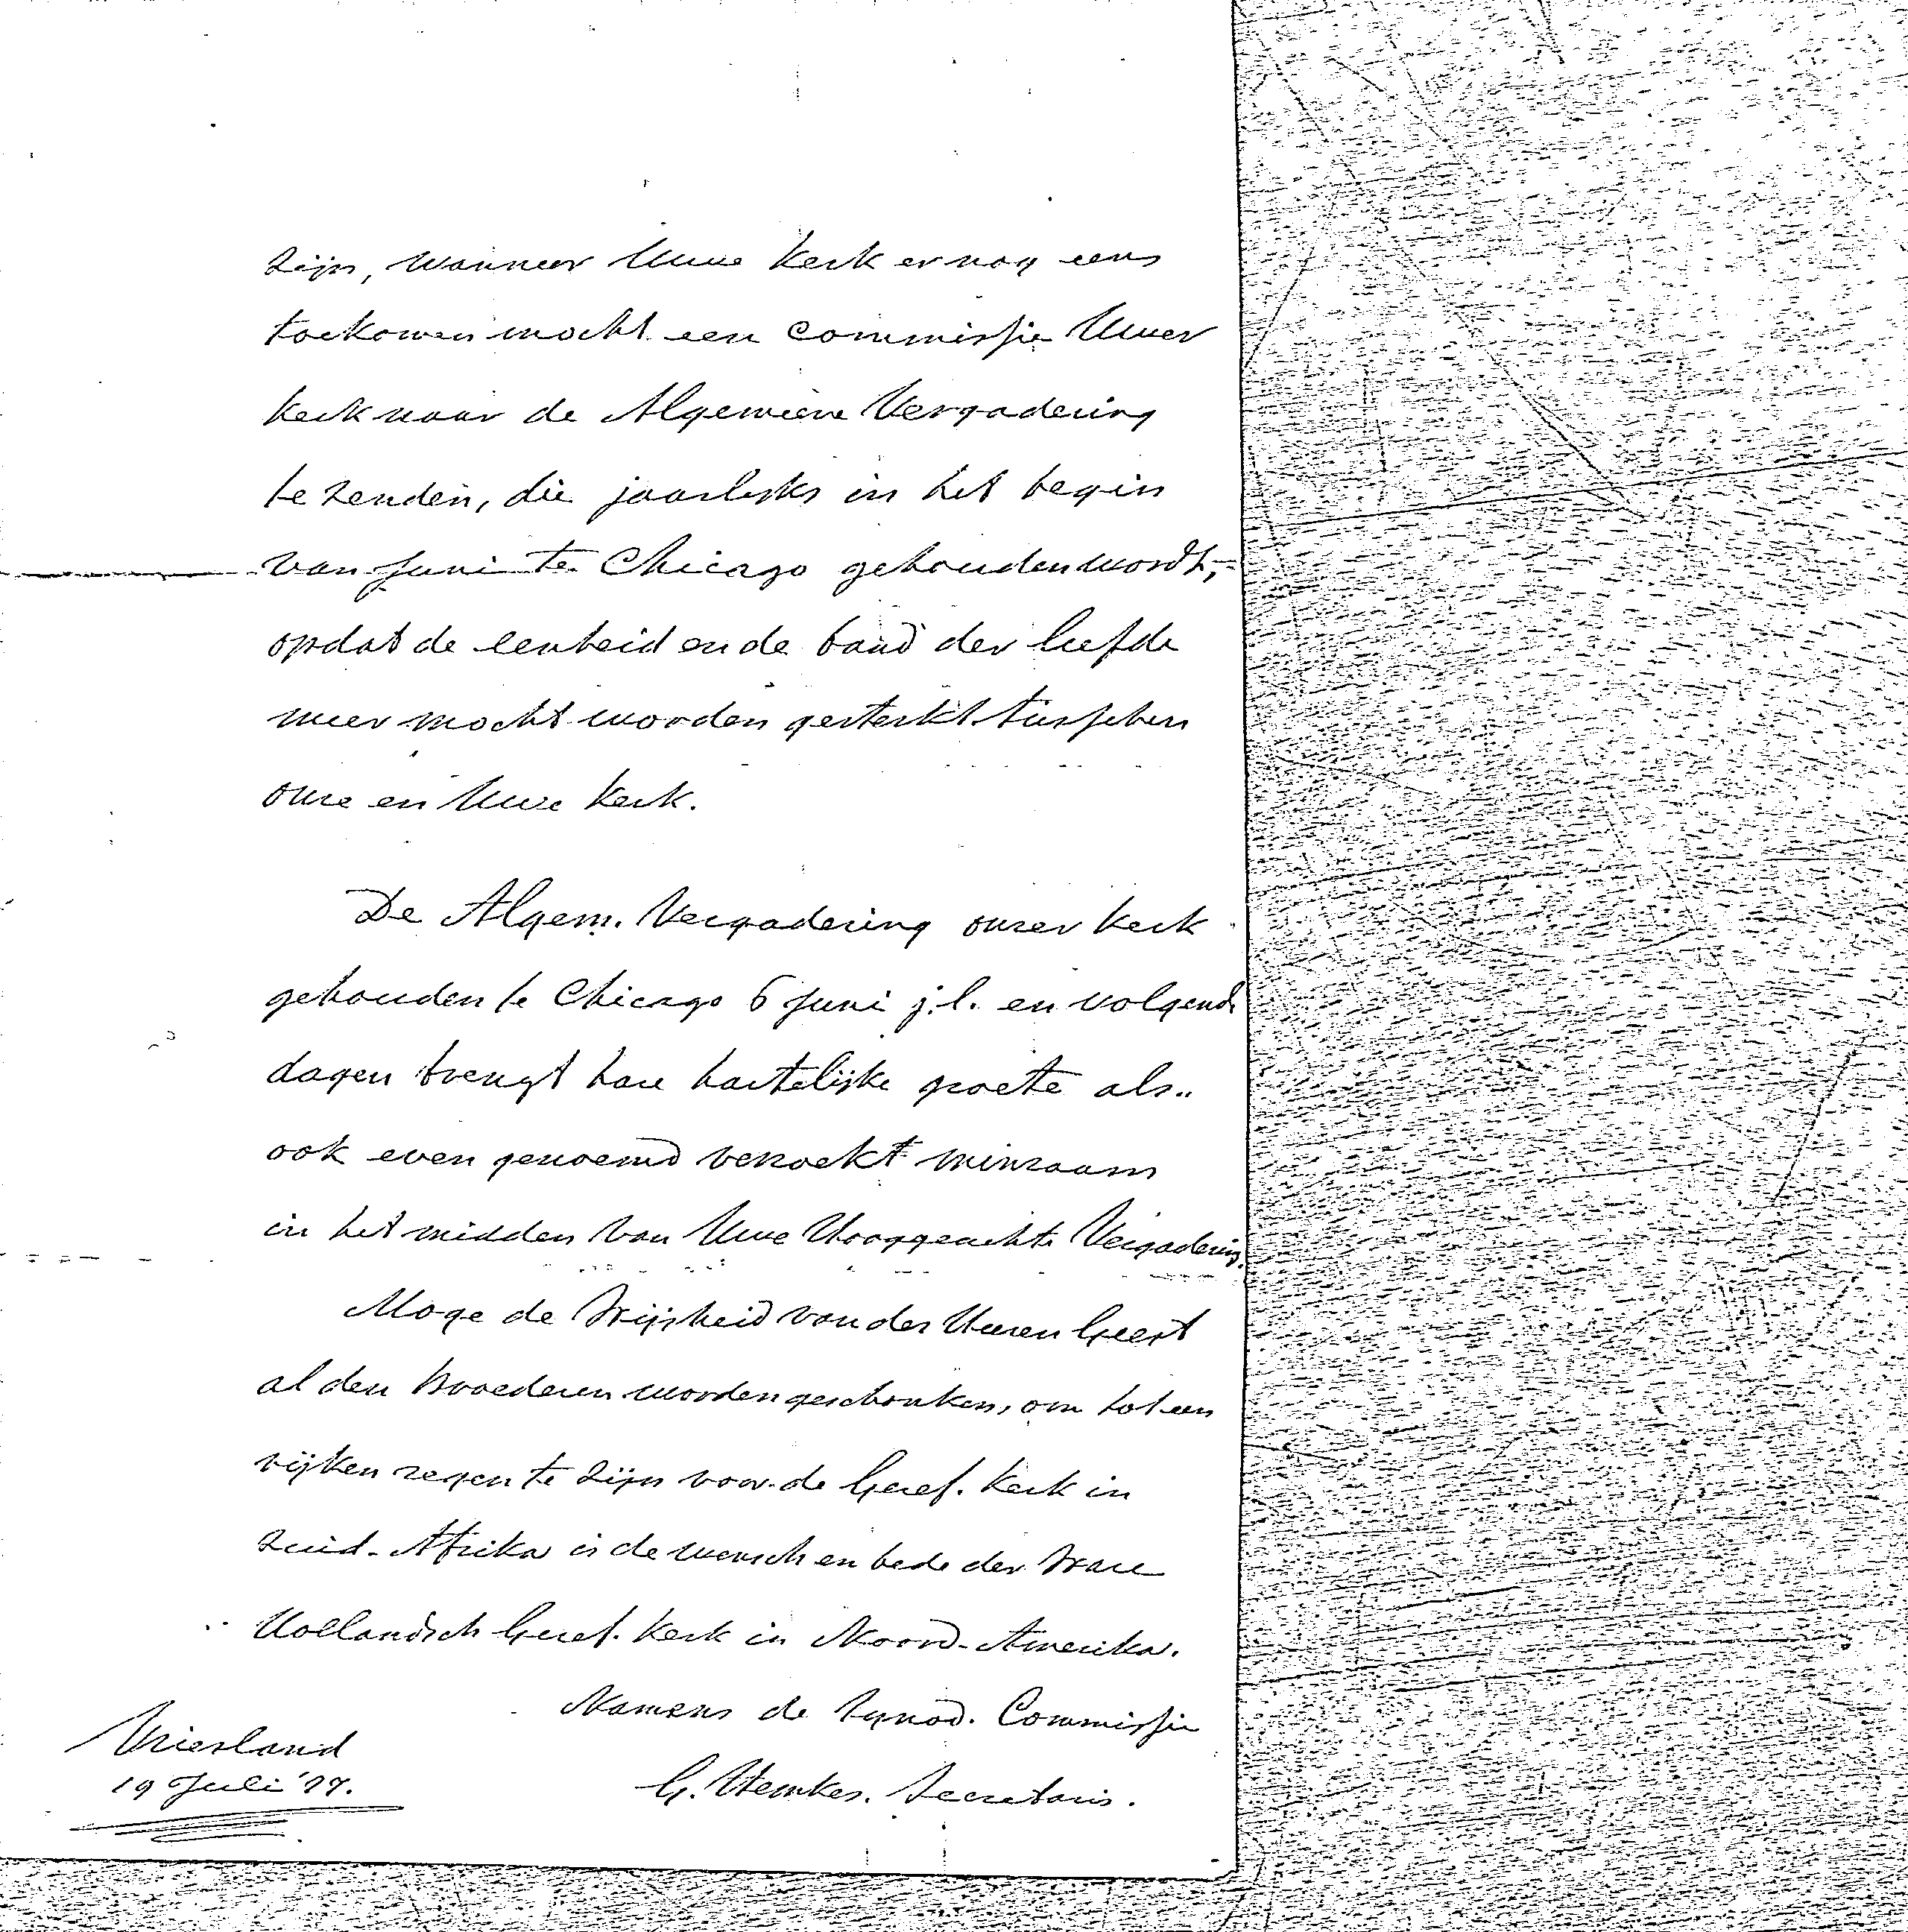 zijn, wanneer Uwe Kerk er nog eens
toekomen mocht een commissie Uwer
Kerk naar de Algemeene Vergadering
te zenden, die jaarlijks in het begin
van Juni te Chicago gehouden wordt,
opdat de eenheid en de band der liefde
meer mocht worden gesterkt tusschen
onze en Uwe Kerk.
De Algem. Vergadering onzer Kerk
gehouden te Chicago 6 Juni j.l. en volgende
dagen brengt hare hartelijke groete als..
ook even genoemd verzoekt minzaam
in het midden van Uwe Hooggeachte Vergadering.
Moge de Wijsheid van des Heeren Geest
al den Broederen worden geschonken, om tot een
rijken zegen te zijn voor de Geref. Kerk in
Zuid-Afrika is de wensch en bede der Ware
Hollandsch Geref. Kerk in Noord-Amerika.
Namens de Synod. Commissie
Vriesland
19 Juli '77.
G. Hemkes. Secretaris.